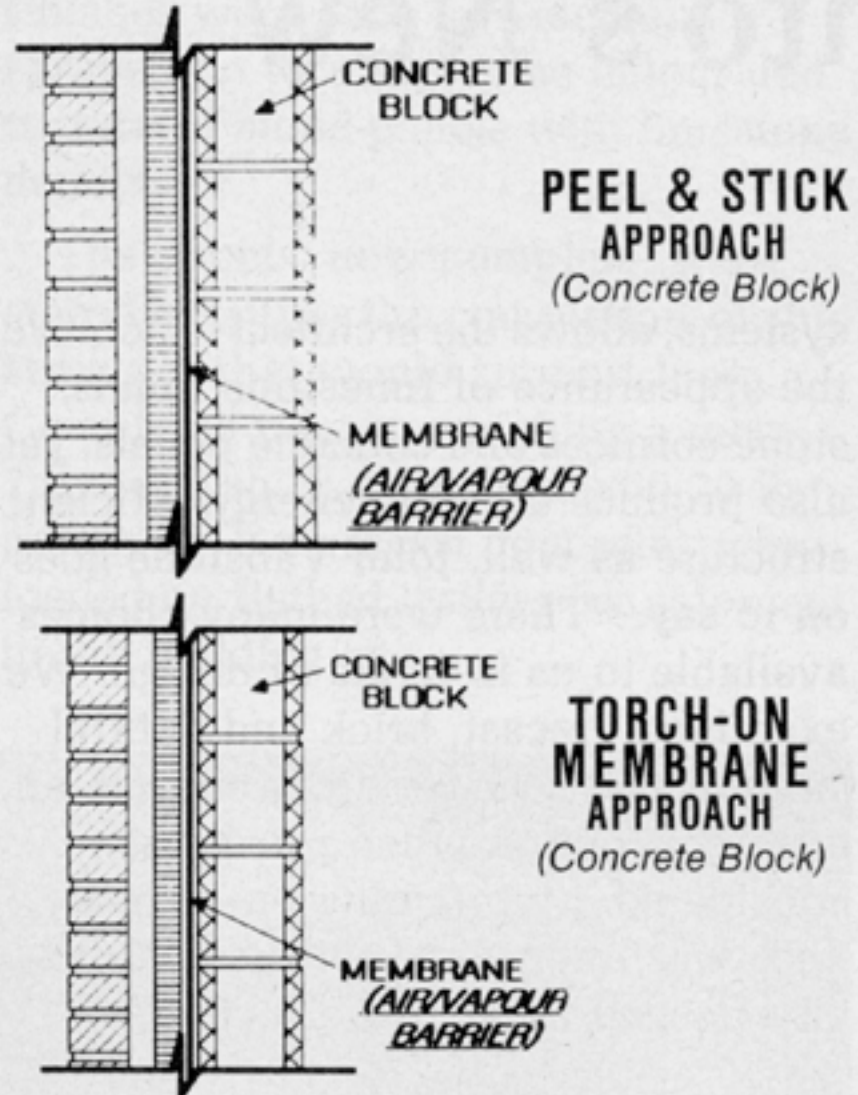 CONCRETE
BLOCK
PEEL & STICK
APPROACH
(Concrete Block)
MEMBRANE
(AIR/VAPOUR
BARRIER)
CONCRETE
BLOCK
TORCH-ON
MEMBRANE
APPROACH
(Concrete Block)
MEMBRANE
(AIR/VAPOUR
BARRIER)